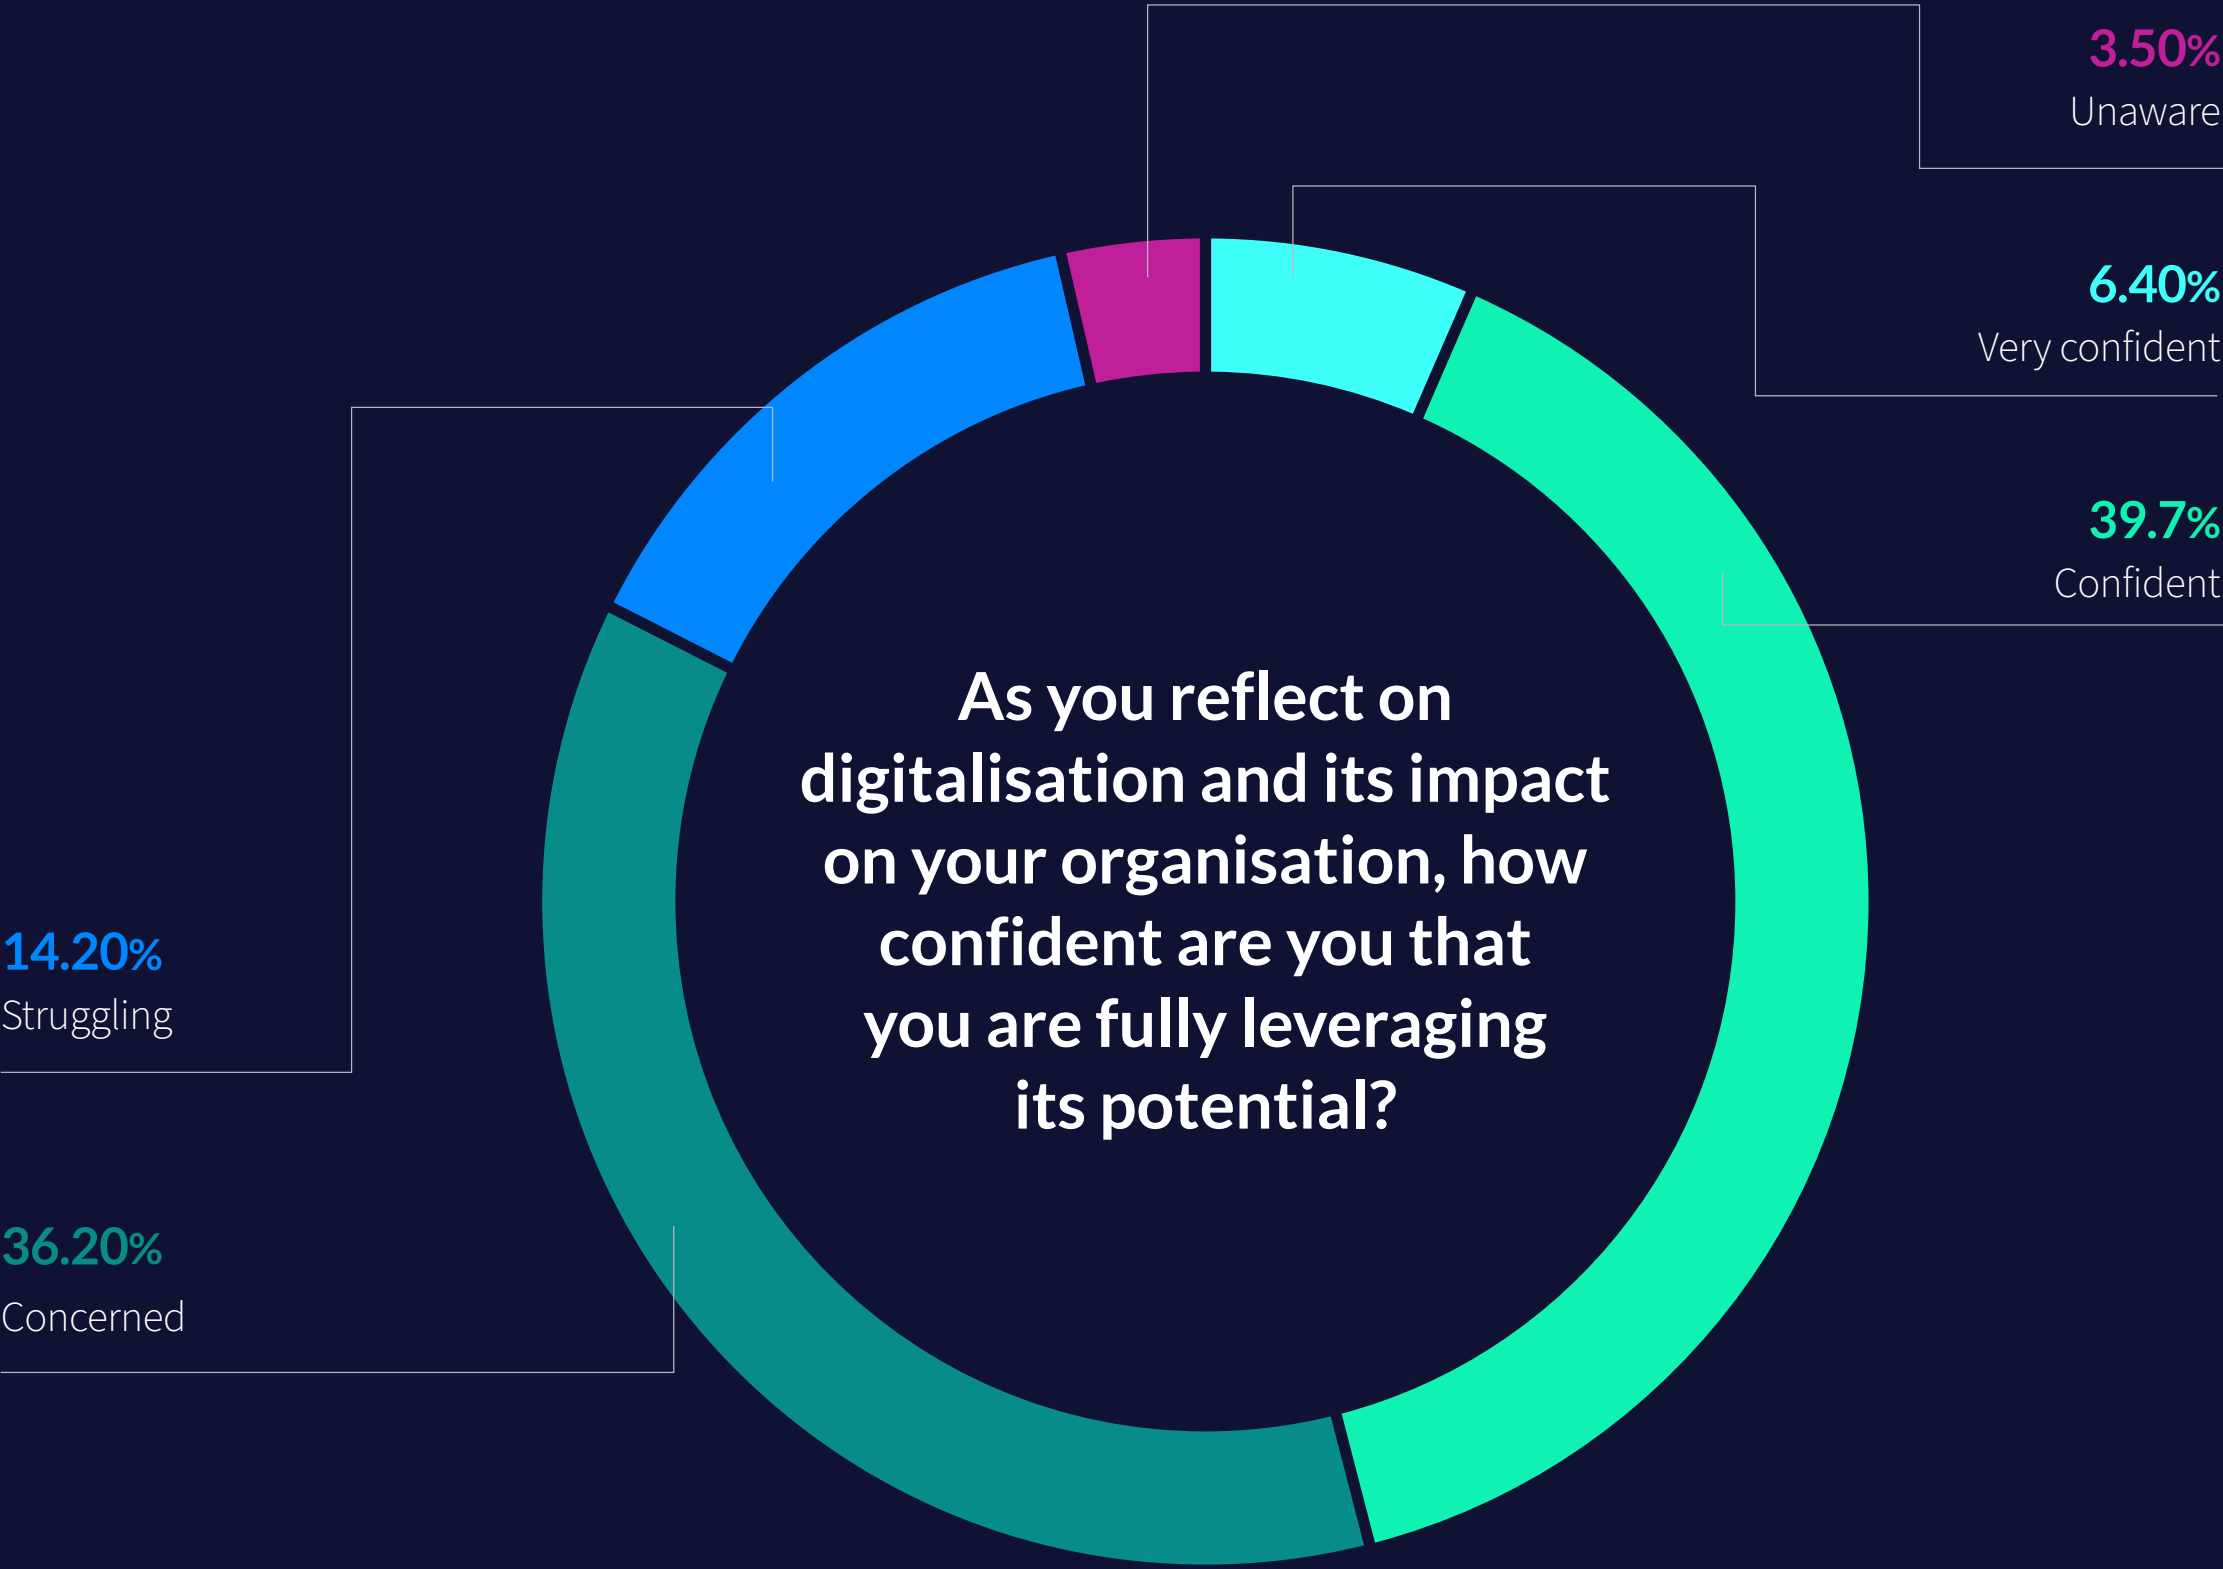 3.50%
Unaware
6.40%
Very confident
39.7%
Confident
As you reflect on
digitalisation and its impact
on your organisation, how
confident are you that
you are fully leveraging
its potential?
14.20%
Struggling
36.20%
Concerned